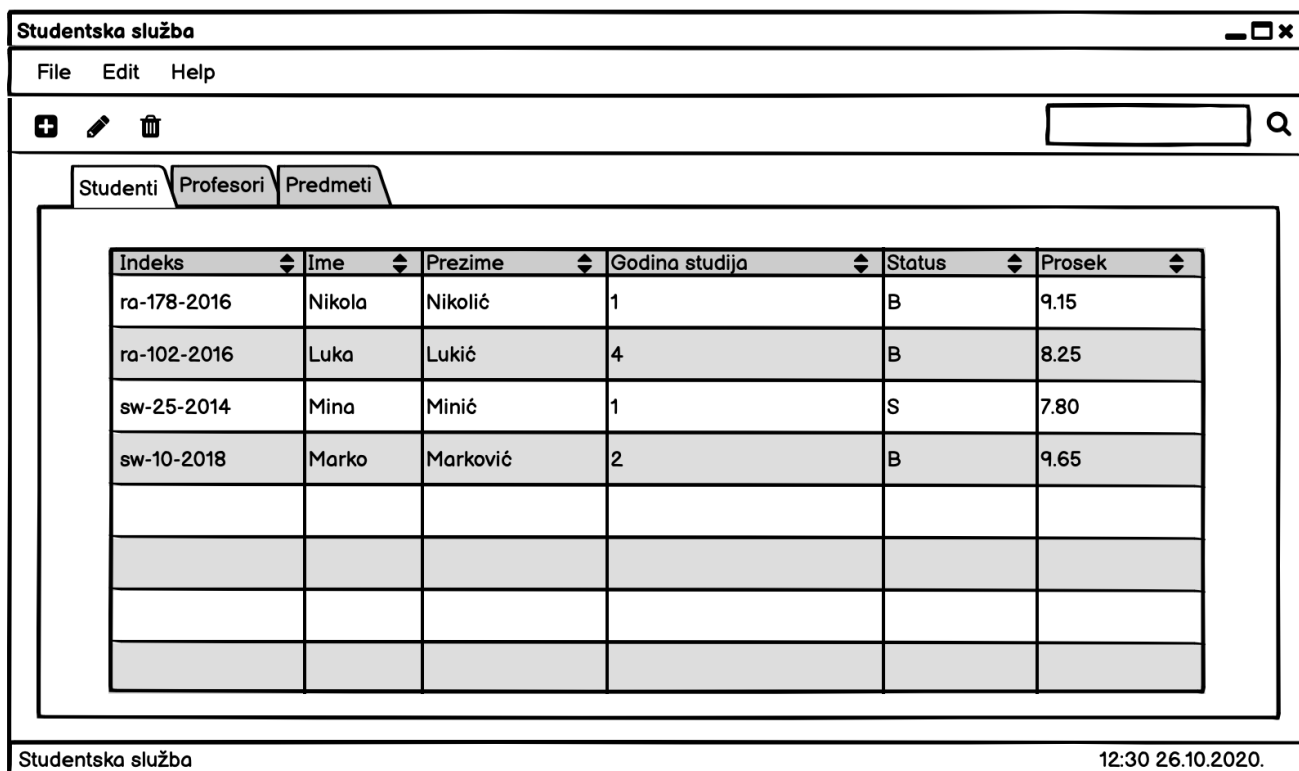 Studentska služba
File Edit Help
Studenti Profesori Predmeti
Indeks Ime Prezime Godina studija Status Prosek
ra-178-2016 Nikola Nikolić 1 B 9.15
ra-102-2016 Luka Lukić 4 B 8.25
sw-25-2014 Mina Minić 1 S 7.80
sw-10-2018 Marko Marković 2 B 9.65
Studentska služba 12:30 26.10.2020.